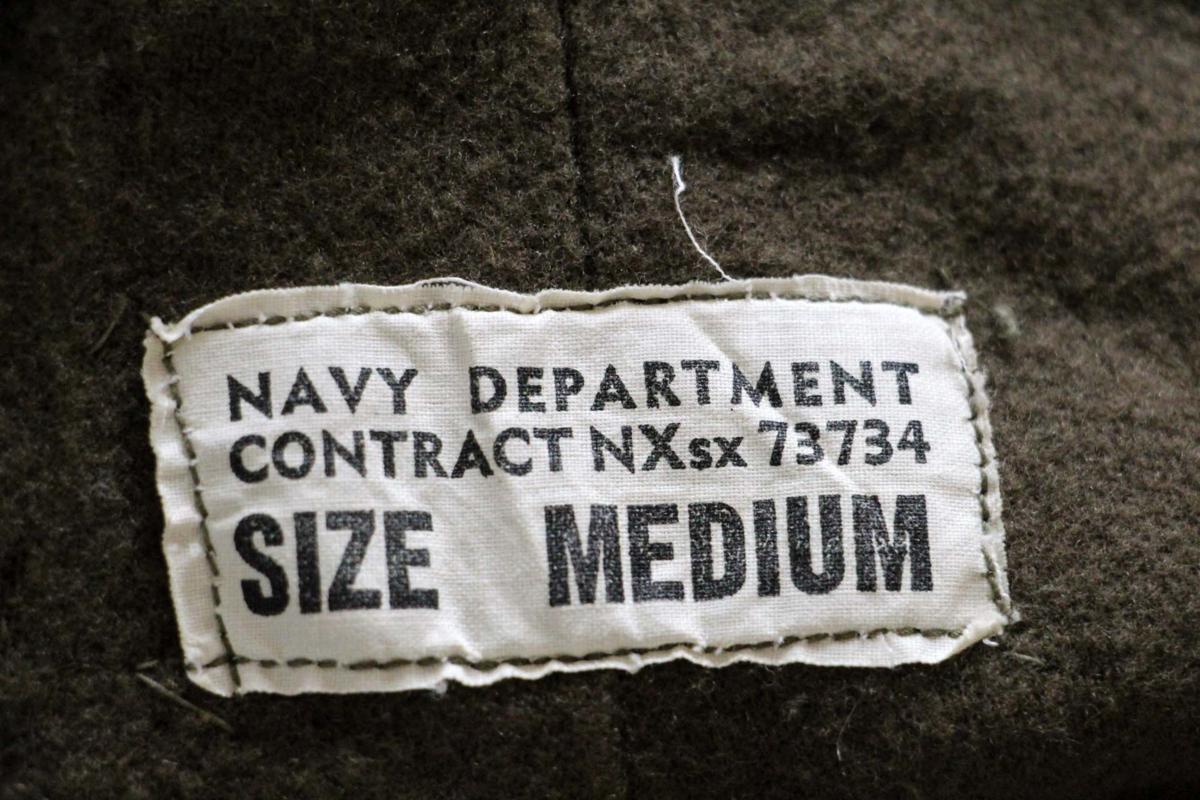 NAVY DEPARTMENT
CONTRACT NXsx 73734
SIZE MEDIUM